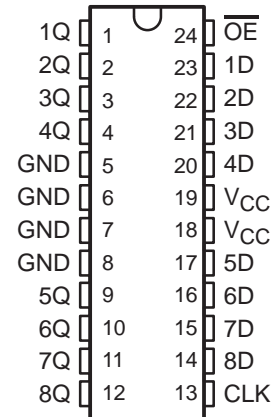 1Q 1 24 O̅E̅
2Q 2 23 1D
3Q 3 22 2D
4Q 4 21 3D
GND 5 20 4D
GND 6 19 VCC
GND 7 18 VCC
GND 8 17 5D
5Q 9 16 6D
6Q 10 15 7D
7Q 11 14 8D
8Q 12 13 CLK